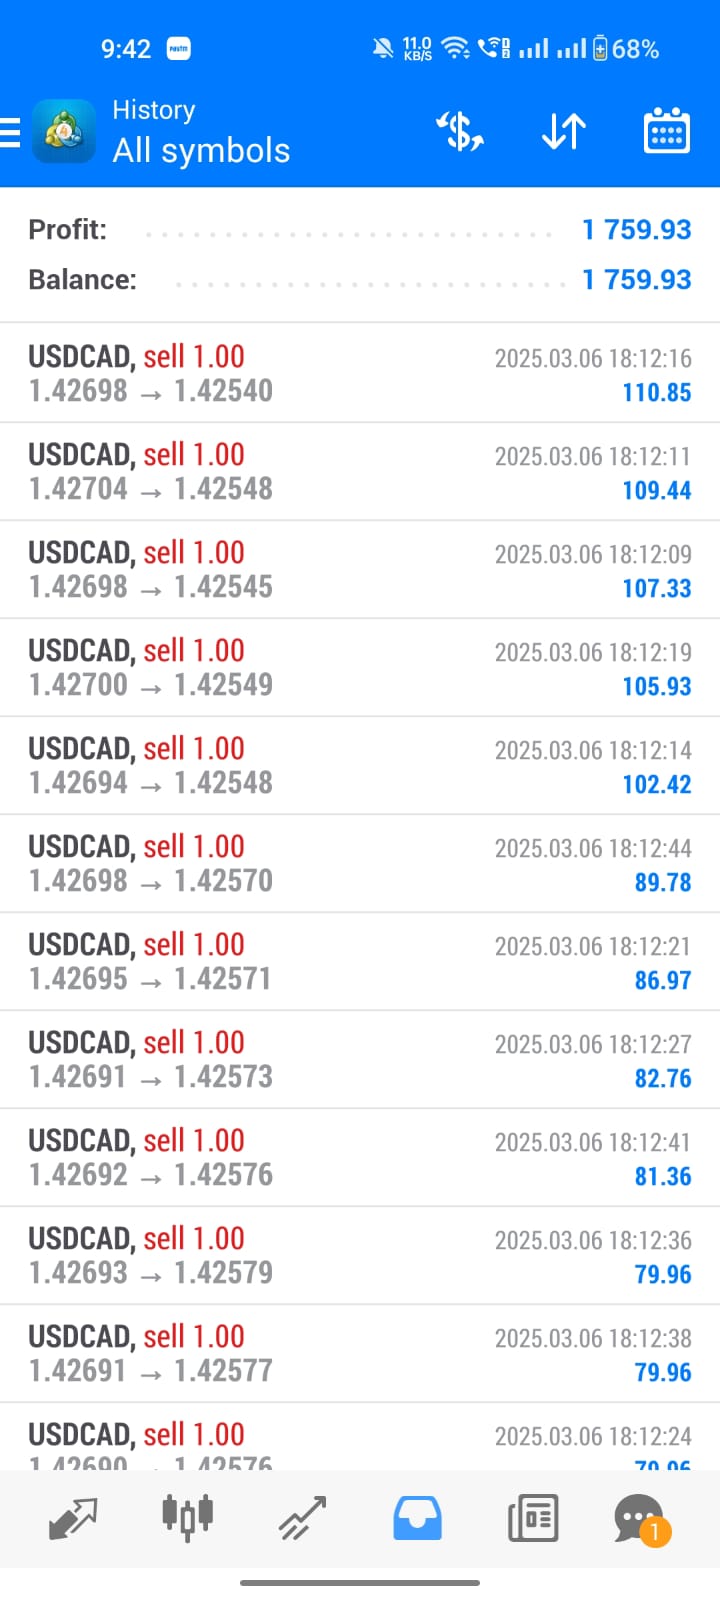 9:42 paytm 11.0 KB/S 68%
History
All symbols
Profit: 1 759.93
Balance: 1 759.93
USDCAD, sell 1.00 2025.03.06 18:12:16
1.42698 → 1.42540 110.85
USDCAD, sell 1.00 2025.03.06 18:12:11
1.42704 → 1.42548 109.44
USDCAD, sell 1.00 2025.03.06 18:12:09
1.42698 → 1.42545 107.33
USDCAD, sell 1.00 2025.03.06 18:12:19
1.42700 → 1.42549 105.93
USDCAD, sell 1.00 2025.03.06 18:12:14
1.42694 → 1.42548 102.42
USDCAD, sell 1.00 2025.03.06 18:12:44
1.42698 → 1.42570 89.78
USDCAD, sell 1.00 2025.03.06 18:12:21
1.42695 → 1.42571 86.97
USDCAD, sell 1.00 2025.03.06 18:12:27
1.42691 → 1.42573 82.76
USDCAD, sell 1.00 2025.03.06 18:12:41
1.42692 → 1.42576 81.36
USDCAD, sell 1.00 2025.03.06 18:12:36
1.42693 → 1.42579 79.96
USDCAD, sell 1.00 2025.03.06 18:12:38
1.42691 → 1.42577 79.96
USDCAD, sell 1.00 2025.03.06 18:12:24
1.42690 → 1.42576 79.96
1